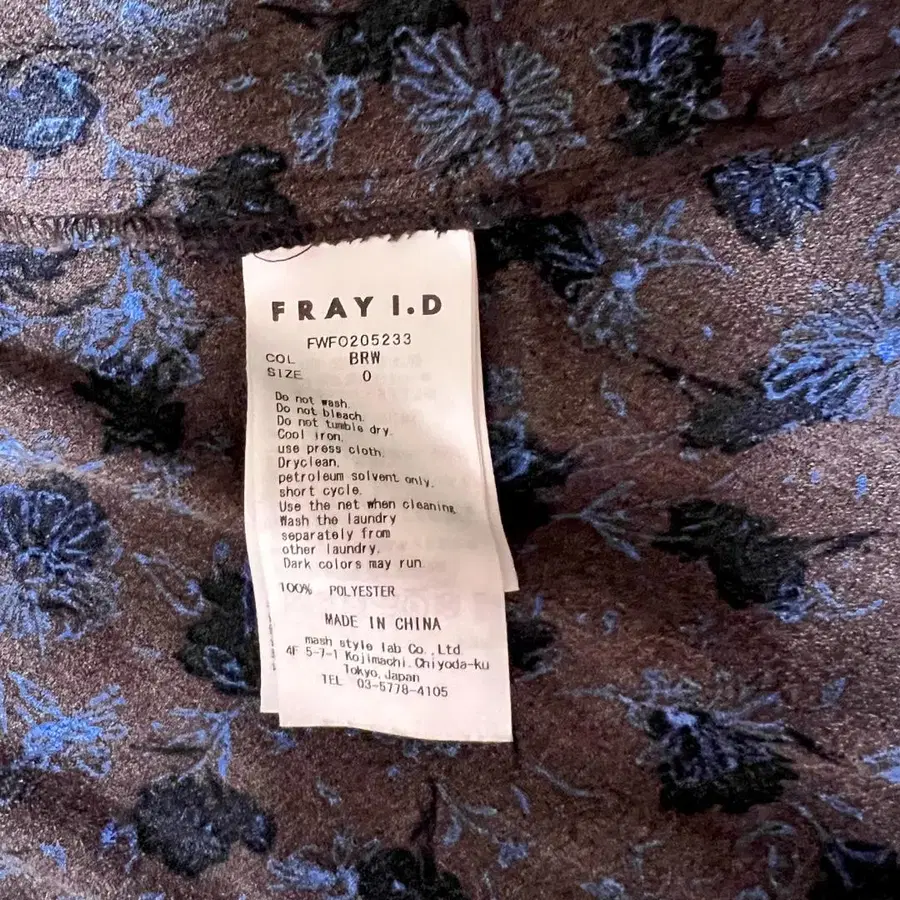 FRAY I.D
FWFO205233
COL BRW
SIZE 0
Do not wash.
Do not bleach.
Do not tumble dry.
Cool iron.
use press cloth.
Dryclean,
petroleum solvent only,
short cycle.
Use the net when cleaning.
Wash the laundry
separately from
other laundry.
Dark colors may run.
100% POLYESTER
MADE IN CHINA
mash style lab Co.,Ltd.
4F 5-7-1 Kojimachi,Chiyoda-ku
Tokyo,Japan
TEL 03-5778-4105